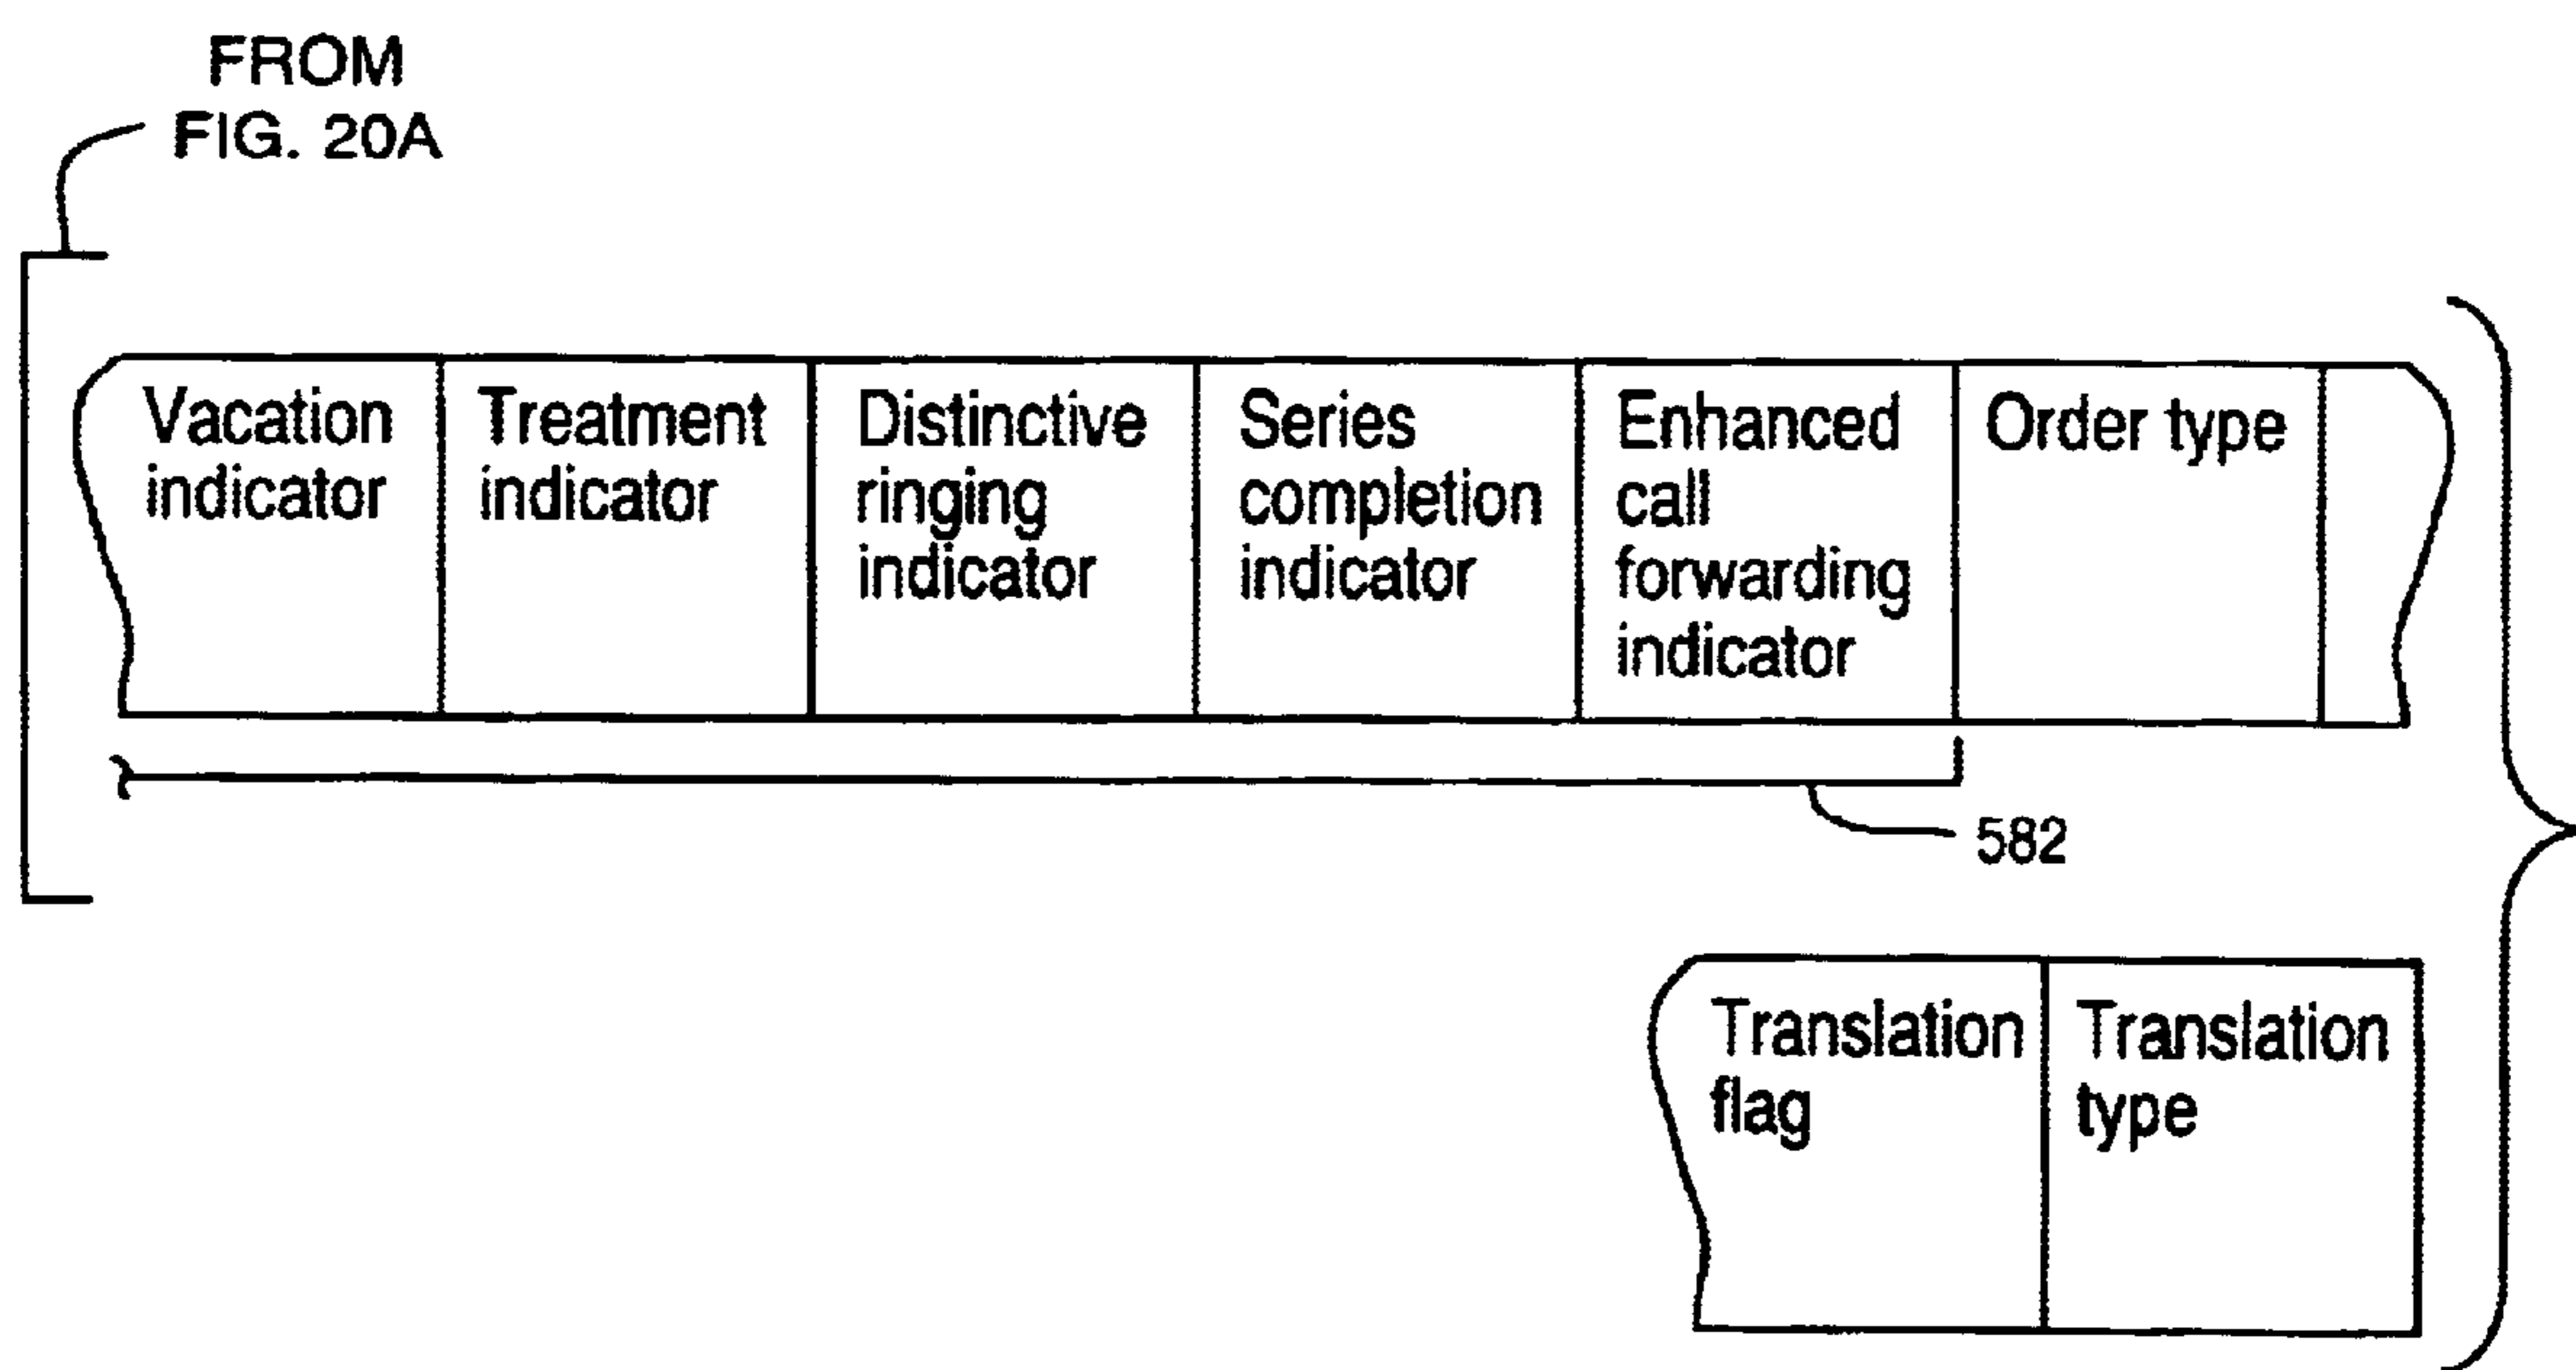 FROM
FIG. 20A
Vacation
indicator
Treatment
indicator
Distinctive
ringing
indicator
Series
completion
indicator
Enhanced
call
forwarding
indicator
Order type
582
Translation
flag
Translation
type